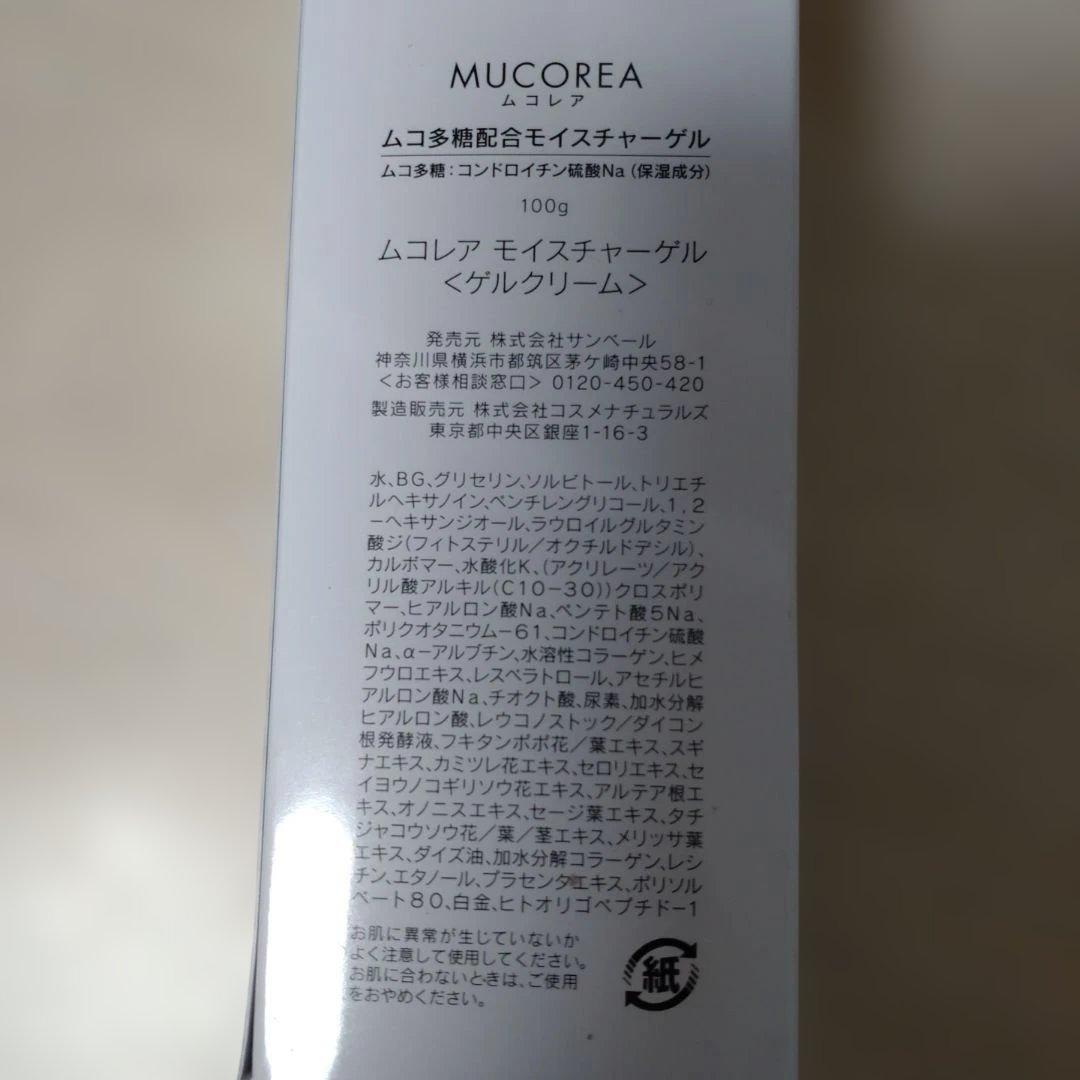 MUCOREA
ムコレア
ムコ多糖配合モイスチャーゲル
ムコ多糖：コンドロイチン硫酸Na（保湿成分）
100g
ムコレア モイスチャーゲル
＜ゲルクリーム＞
発売元 株式会社サンベール
神奈川県横浜市都筑区茅ケ崎中央58-1
＜お客様相談窓口＞ 0120-450-420
製造販売元 株式会社コスメナチュラルズ
東京都中央区銀座1-16-3
水、BG、グリセリン、ソルビトール、トリエチ
ルヘキサノイン、ペンチレングリコール、1,2
－ヘキサンジオール、ラウロイルグルタミン
酸ジ(フィトステリル／オクチルドデシル)、
カルボマー、水酸化K、(アクリレーツ／アク
リル酸アルキル(C10－30))クロスポリ
マー、ヒアルロン酸Na、ペンテト酸5Na、
ポリクオタニウム－61、コンドロイチン硫酸
Na、α－アルブチン、水溶性コラーゲン、ヒメ
フウロエキス、レスベラトロール、アセチルヒ
アルロン酸Na、チオクト酸、尿素、加水分解
ヒアルロン酸、レウコノストック／ダイコン
根発酵液、フキタンポポ花／葉エキス、スギ
ナエキス、カミツレ花エキス、セロリエキス、セ
イヨウノコギリソウ花エキス、アルテア根エ
キス、オノニスエキス、セージ葉エキス、タチ
ジャコウソウ花／葉／茎エキス、メリッサ葉
エキス、ダイズ油、加水分解コラーゲン、レシ
チン、エタノール、プラセンタエキス、ポリソル
ベート80、白金、ヒトオリゴペプチド－1
お肌に異常が生じていないか
よく注意して使用してください。
お肌に合わないときは、ご使用
をおやめください。
紙